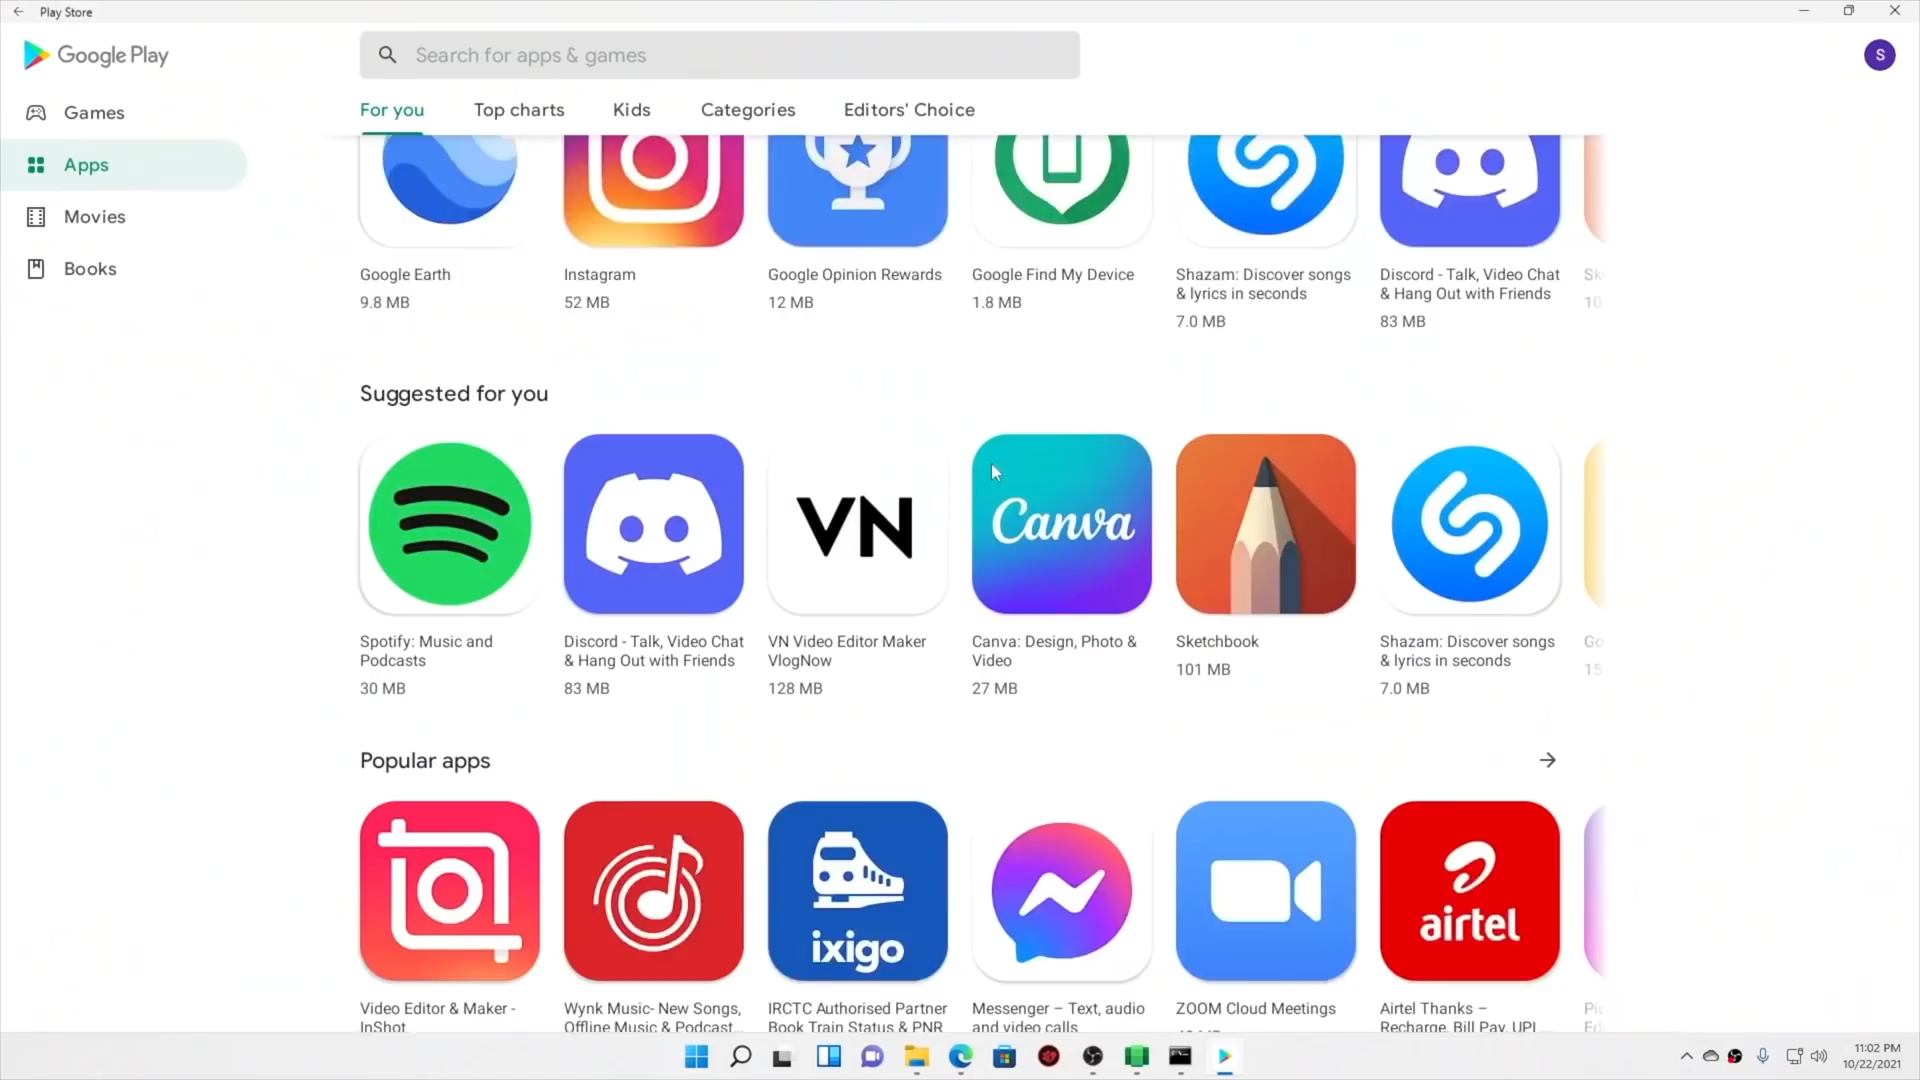 Play Store
Google Play
Search for apps & games
S
Games
Apps
Movies
Books
For you
Top charts
Kids
Categories
Editors' Choice
Google Earth
9.8 MB
Instagram
52 MB
Google Opinion Rewards
12 MB
Google Find My Device
1.8 MB
Shazam: Discover songs
& lyrics in seconds
7.0 MB
Discord - Talk, Video Chat
& Hang Out with Friends
83 MB
Suggested for you
VN
Canva
Spotify: Music and
Podcasts
30 MB
Discord - Talk, Video Chat
& Hang Out with Friends
83 MB
VN Video Editor Maker
VlogNow
128 MB
Canva: Design, Photo &
Video
27 MB
Sketchbook
101 MB
Shazam: Discover songs
& lyrics in seconds
7.0 MB
Go
15
Popular apps
ixigo
airtel
Video Editor & Maker -
InShot
Wynk Music- New Songs,
Offline Music & Podcast...
IRCTC Authorised Partner
Book Train Status & PNR
Messenger – Text, audio
and video calls
ZOOM Cloud Meetings
Airtel Thanks –
Recharge, Bill Pay, UPI
11:02 PM
10/22/2021